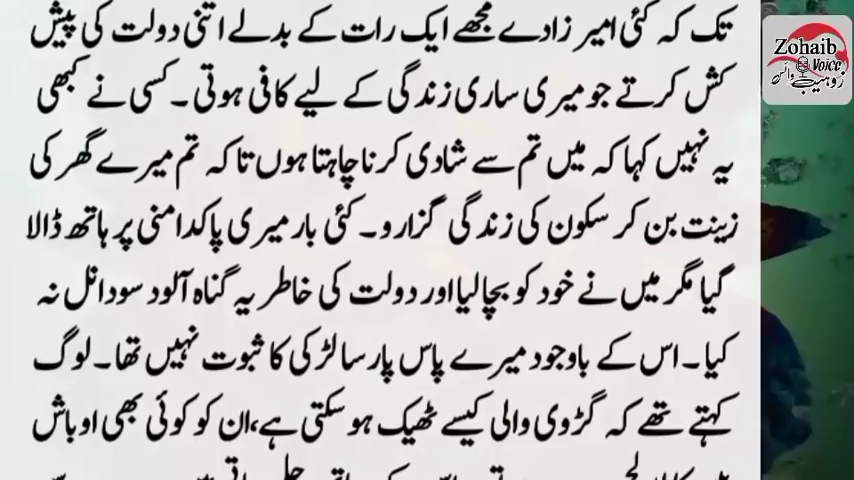 تک کہ کئی امیر زادے مجھے ایک رات کے بدلے اتنی دولت کی پیش
کش کرتے جو میری ساری زندگی کے لیے کافی ہوتی۔ کسی نے کبھی
یہ نہیں کہا کہ میں تم سے شادی کرنا چاہتا ہوں تاکہ تم میرے گھر کی
زینت بن کر سکون کی زندگی گزارو۔ کئی بار میری پاکدامنی پر ہاتھ ڈالا
گیا مگر میں نے خود کو بچا لیا اور دولت کی خاطر یہ گناہ آلود سودا نل نہ
کیا۔ اس کے باوجود میرے پاس پارسا لڑکی کا ثبوت نہیں تھا۔ لوگ
کہتے تھے کہ گڑوی والی کیسے ٹھیک ہو سکتی ہے، ان کو کوئی بھی اوباش
Zohaib
Voice
زوہیب وائس